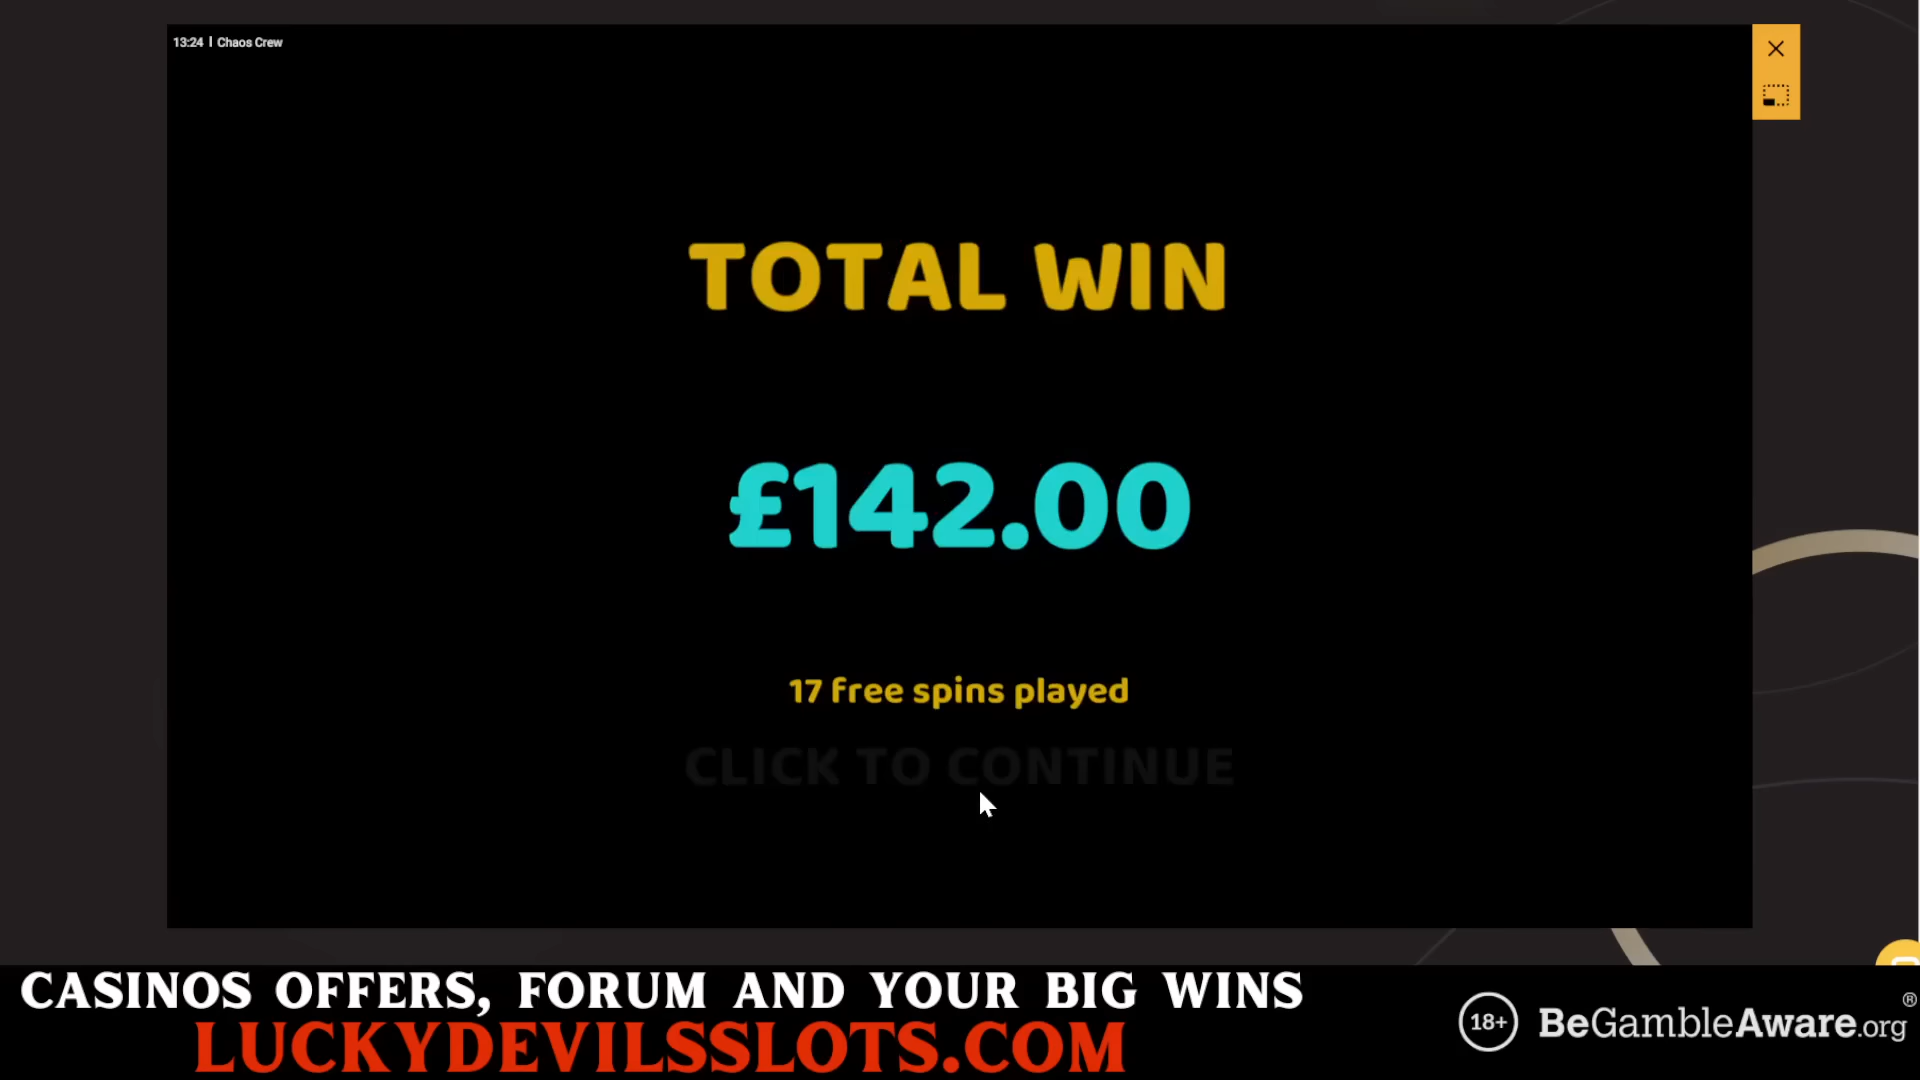 13:24 | Chaos Crew
TOTAL WIN
£142.00
17 free spins played
CLICK TO CONTINUE
CASINOS OFFERS, FORUM AND YOUR BIG WINS
LUCKYDEVILSSLOTS.COM
18+ BeGambleAware.org®